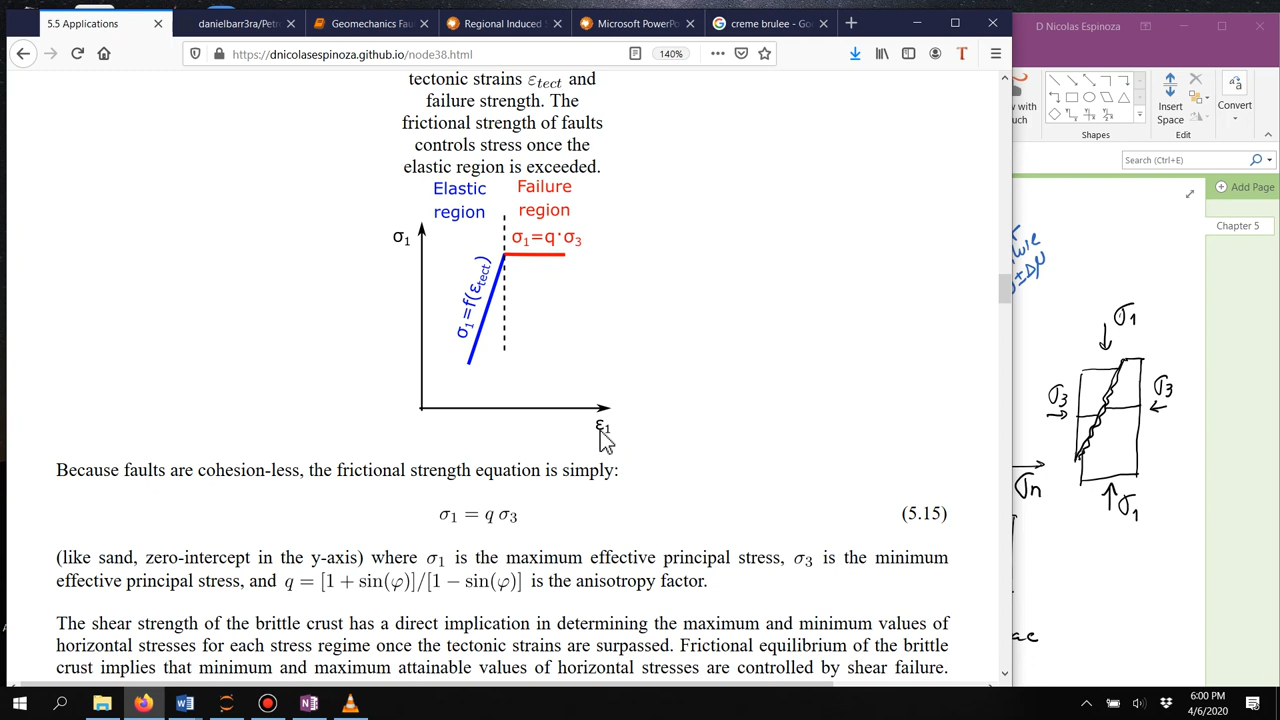 5.5 Applications
danielbarr3ra/Petr
Geomechanics Fau
Regional Induced S
Microsoft PowerPo
creme brulee - Goo
D Nicolas Espinoza
https://dnicolasespinoza.github.io/node38.html
140%
T
uch
Insert
Space
Convert
Shapes
Edit
Search (Ctrl+E)
Add Page
Chapter 5
tectonic strains εtect and
failure strength. The
frictional strength of faults
controls stress once the
elastic region is exceeded.
Elastic
region
Failure
region
σ1
σ1=q·σ3
σ1=f(εtect)
ε1
Because faults are cohesion-less, the frictional strength equation is simply:
σ1 = q σ3
(5.15)
(like sand, zero-intercept in the y-axis) where σ1 is the maximum effective principal stress, σ3 is the minimum
effective principal stress, and q = [1 + sin(φ)]/[1 − sin(φ)] is the anisotropy factor.
The shear strength of the brittle crust has a direct implication in determining the maximum and minimum values of
horizontal stresses for each stress regime once the tectonic strains are surpassed. Frictional equilibrium of the brittle
crust implies that minimum and maximum attainable values of horizontal stresses are controlled by shear failure.
σ1
σ3
σ3
σn
σ1
ac
6:00 PM
4/6/2020